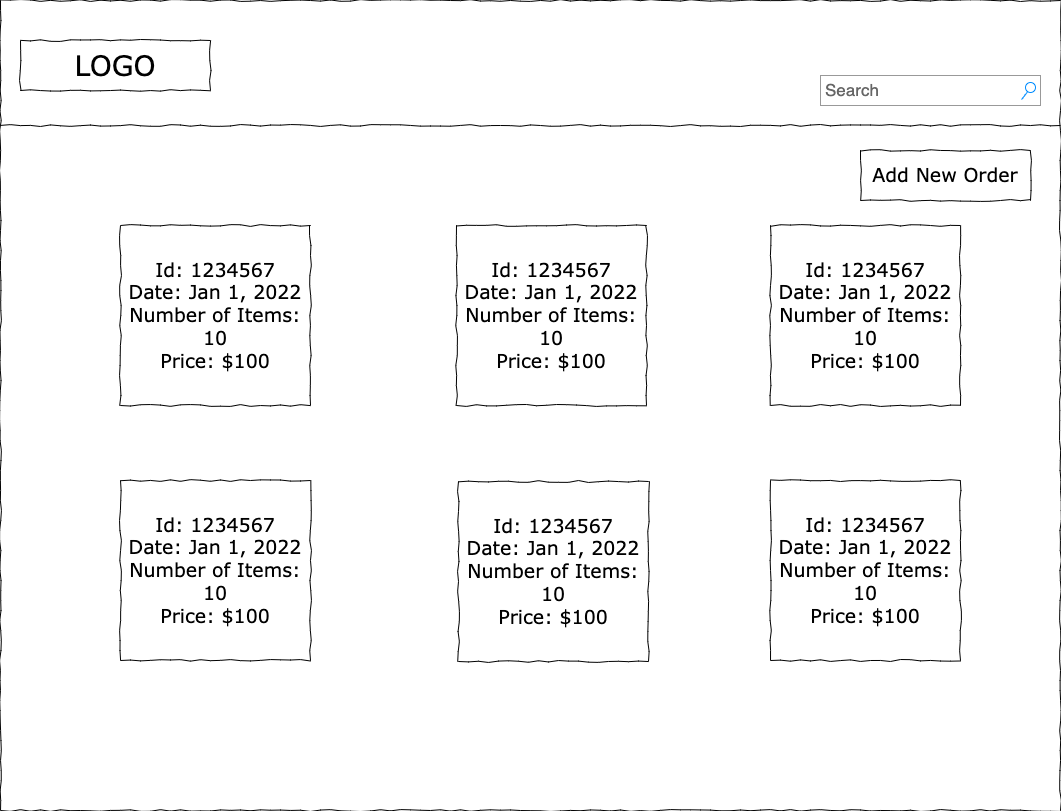 LOGO
Search
Add New Order
Id: 1234567
Date: Jan 1, 2022
Number of Items:
10
Price: $100
Id: 1234567
Date: Jan 1, 2022
Number of Items:
10
Price: $100
Id: 1234567
Date: Jan 1, 2022
Number of Items:
10
Price: $100
Id: 1234567
Date: Jan 1, 2022
Number of Items:
10
Price: $100
Id: 1234567
Date: Jan 1, 2022
Number of Items:
10
Price: $100
Id: 1234567
Date: Jan 1, 2022
Number of Items:
10
Price: $100